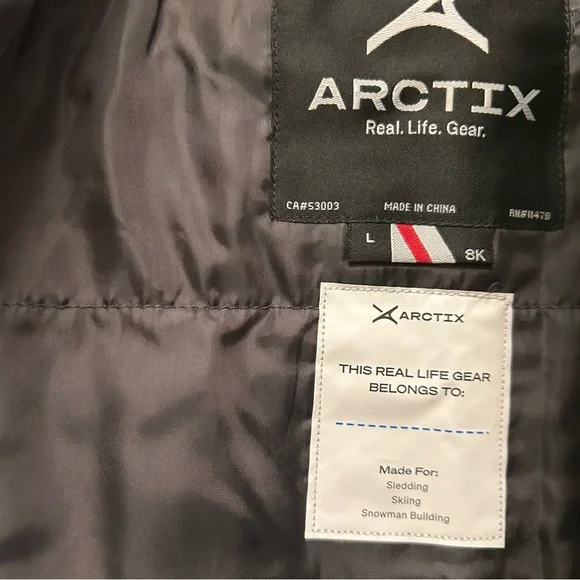 ARCTIX
Real. Life. Gear.
CA#53003 MADE IN CHINA RN#11478
L 8K
ARCTIX
THIS REAL LIFE GEAR
BELONGS TO:
Made For:
Sledding
Skiing
Snowman Building